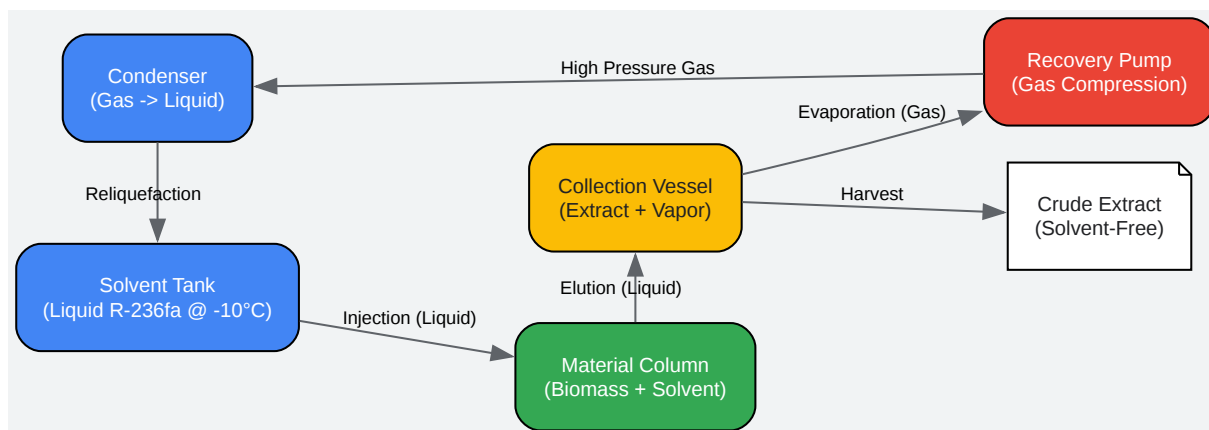 Condenser
(Gas -> Liquid)
High Pressure Gas
Recovery Pump
(Gas Compression)
Evaporation (Gas)
Collection Vessel
(Extract + Vapor)
Harvest
Crude Extract
(Solvent-Free)
Reliquefaction
Solvent Tank
(Liquid R-236fa @ -10°C)
Injection (Liquid)
Elution (Liquid)
Material Column
(Biomass + Solvent)